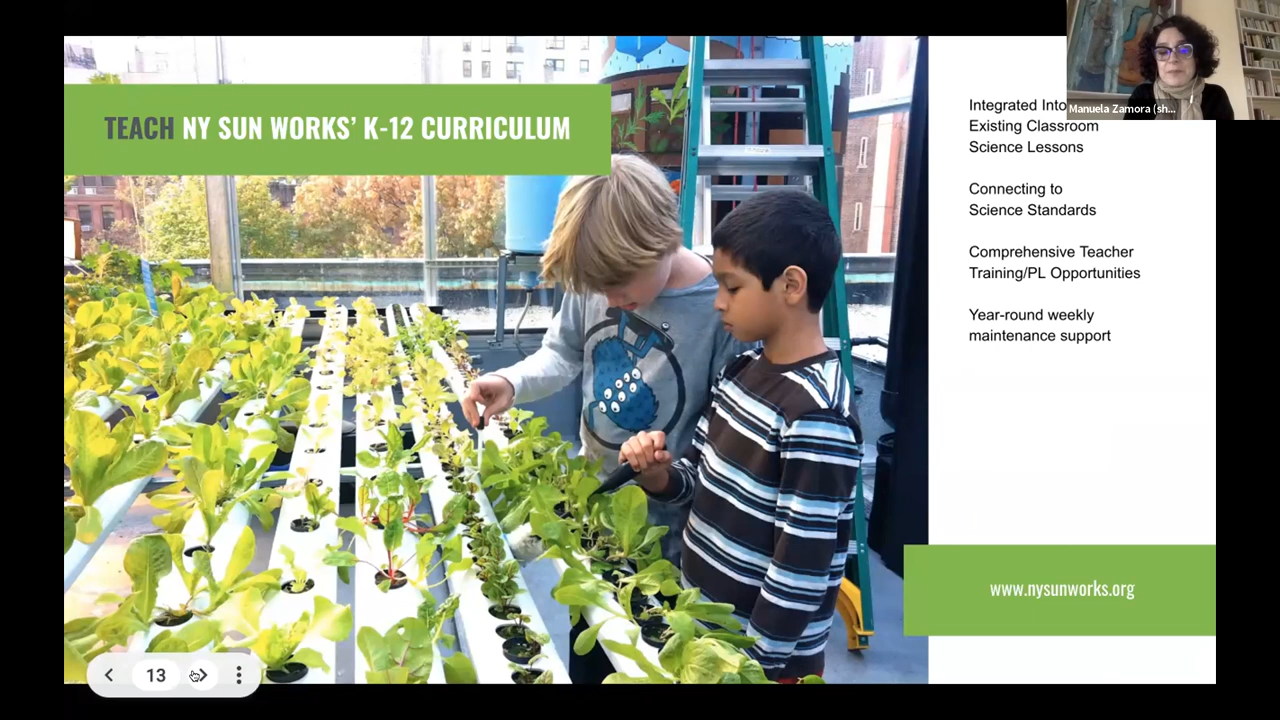 TEACH NY SUN WORKS’ K-12 CURRICULUM
Manuela Zamora (sh...
Integrated Into
Existing Classroom
Science Lessons
Connecting to
Science Standards
Comprehensive Teacher
Training/PL Opportunities
Year-round weekly
maintenance support
www.nysunworks.org
13